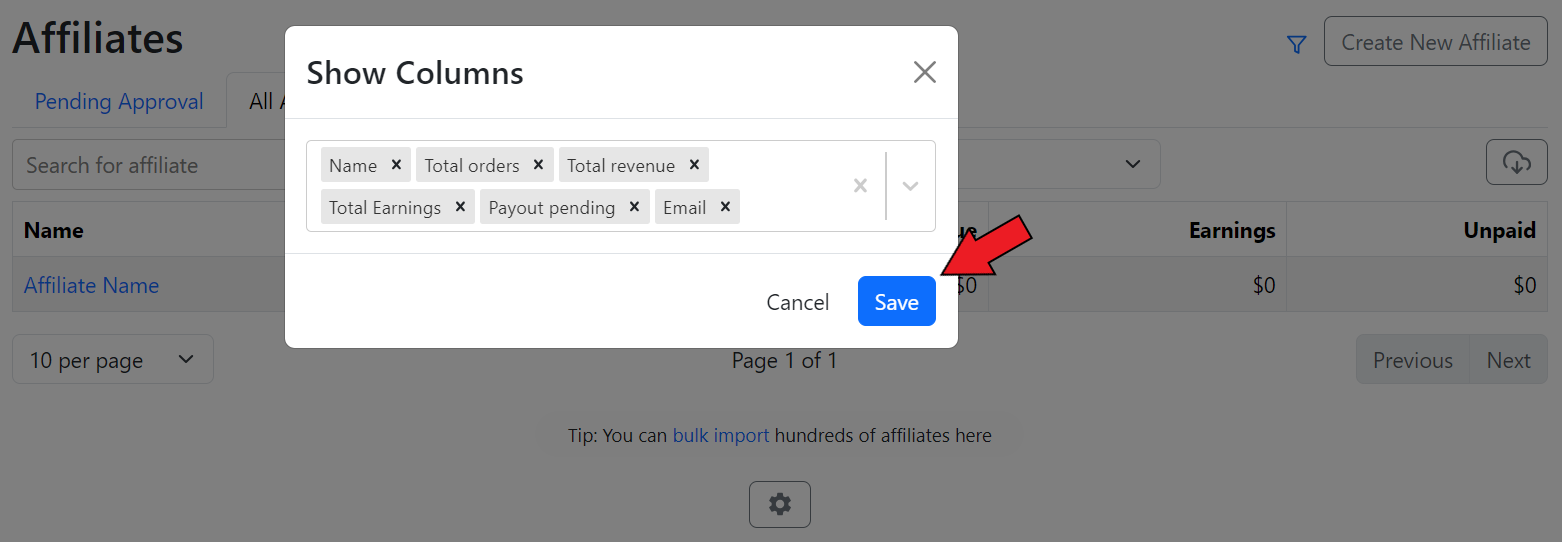 Affiliates
Create New Affiliate
Show Columns
Pending Approval
All
Search for affiliate
Name Total orders Total revenue
Total Earnings Payout pending Email
Name Earnings Unpaid
Affiliate Name $0 $0 $0
Cancel Save
10 per page Page 1 of 1 Previous Next
Tip: You can bulk import hundreds of affiliates here